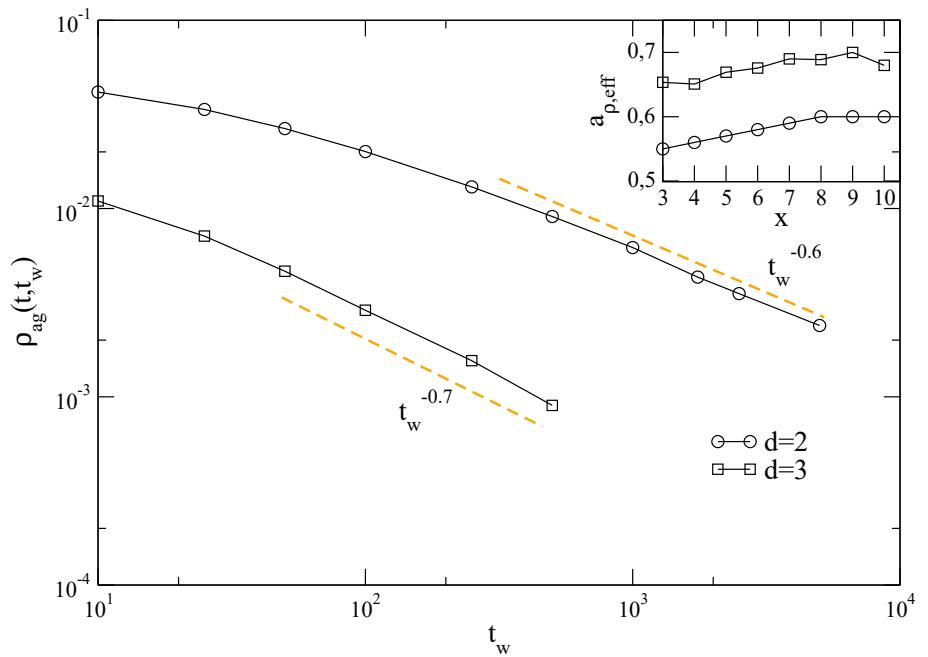 10^-1
10^-2
10^-3
10^-4
ρ_ag(t,t_w)
10^1
10^2
10^3
10^4
t_w
t_w^-0.6
t_w^-0.7
d=2
d=3
0,7
0,6
0,5
a_ρ,eff
3 4 5 6 7 8 9 10
x